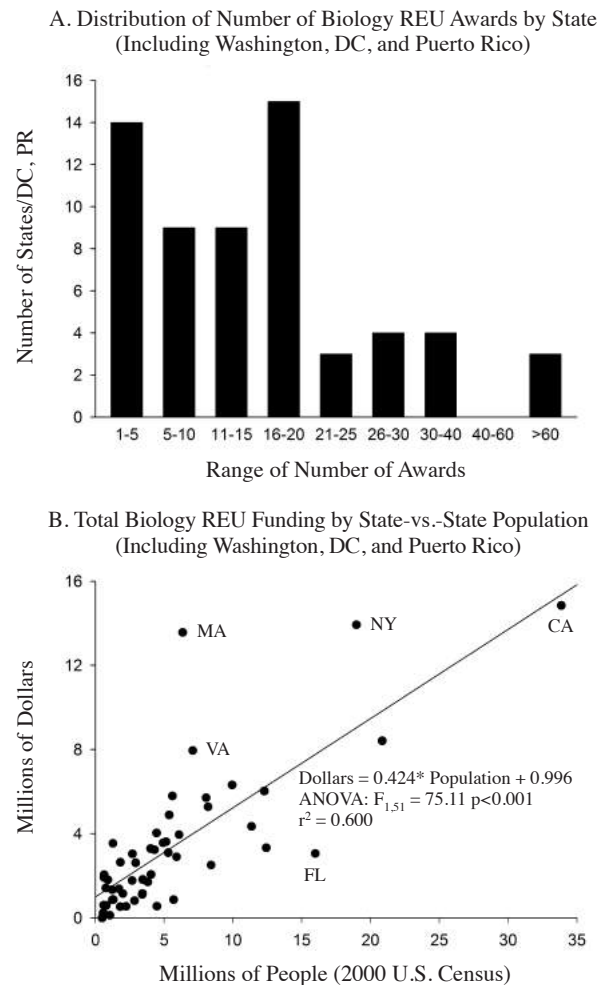 A. Distribution of Number of Biology REU Awards by State
(Including Washington, DC, and Puerto Rico)
16
14
12
10
8
6
4
2
0
Number of States/DC, PR
1-5 5-10 11-15 16-20 21-25 26-30 30-40 40-60 >60
Range of Number of Awards
B. Total Biology REU Funding by State-vs.-State Population
(Including Washington, DC, and Puerto Rico)
16
12
8
4
0
Millions of Dollars
MA
NY
CA
VA
Dollars = 0.424* Population + 0.996
ANOVA: F1,51 = 75.11 p<0.001
r² = 0.600
FL
0 5 10 15 20 25 30 35
Millions of People (2000 U.S. Census)